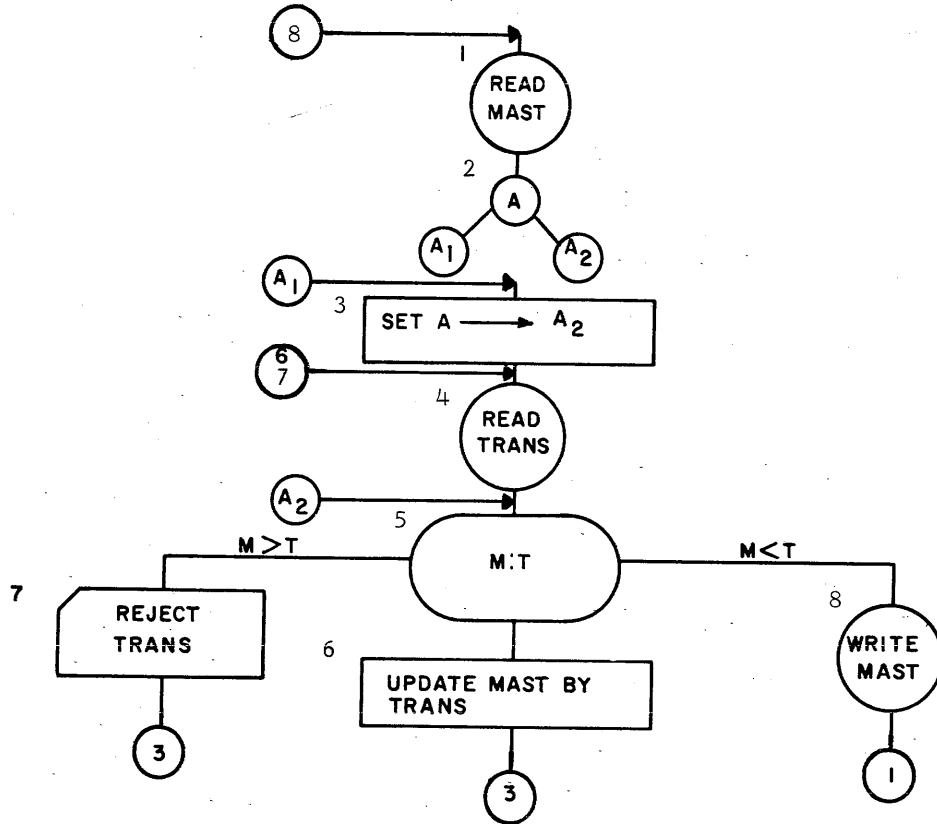 8
1
READ
MAST
2
A
A1
A2
A1
3
SET A → A2
6
7
4
READ
TRANS
A2
5
M>T
M:T
M<T
7
REJECT
TRANS
8
WRITE
MAST
6
UPDATE MAST BY
TRANS
3
3
1